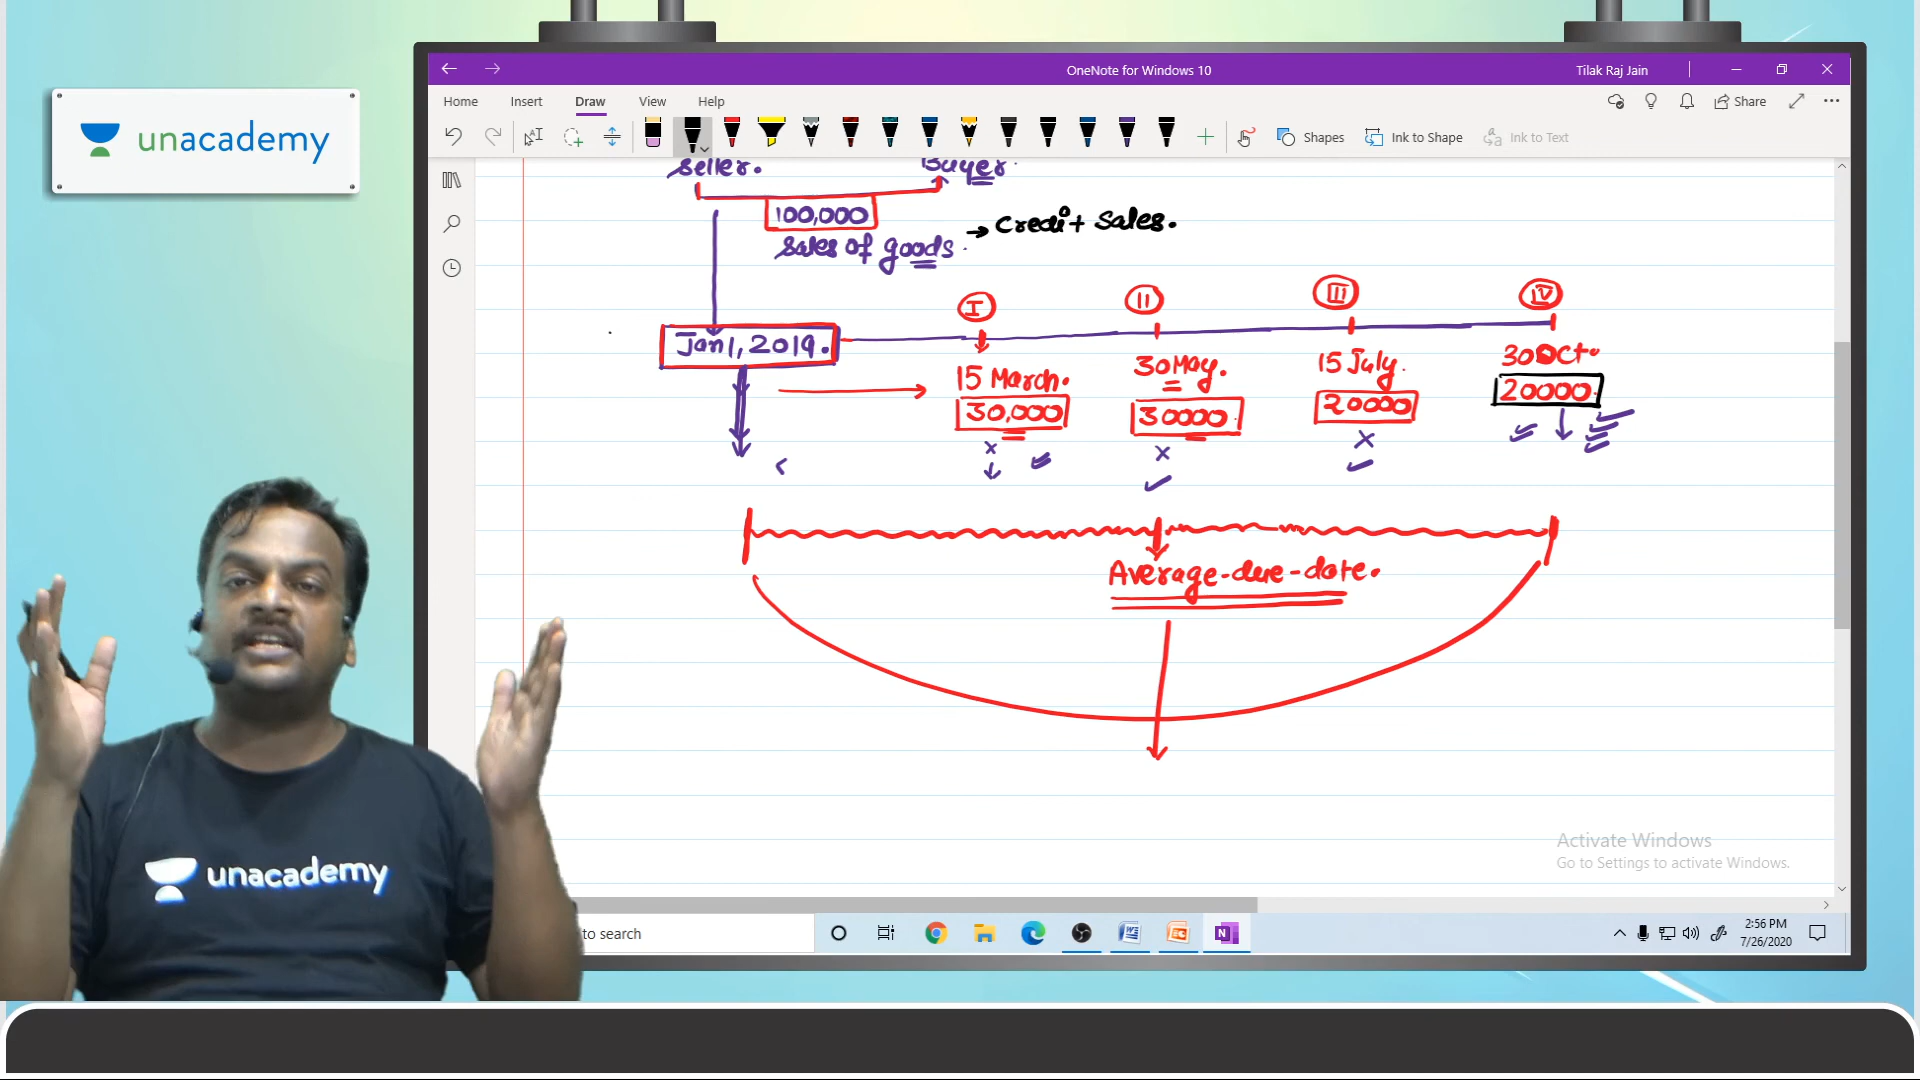 unacademy
OneNote for Windows 10
Tilak Raj Jain
Home Insert Draw View Help
Share
Shapes Ink to Shape Ink to Text
Seller. Buyer.
100,000
Sales of goods. → Credit Sales.
I II III IV
Jan 1, 2019.
15 March. 30 May. 15 July. 30 Oct.
30,000 30000 20000 20000
Average-due-date.
unacademy
Activate Windows
Go to Settings to activate Windows.
to search
2:56 PM
7/26/2020